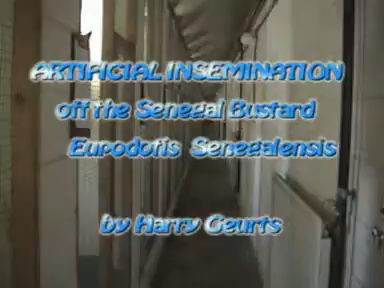 ARTIFICIAL INSEMINATION
off the Senegal Bustard
Eupodotis Senegalensis
by Harry Geurts